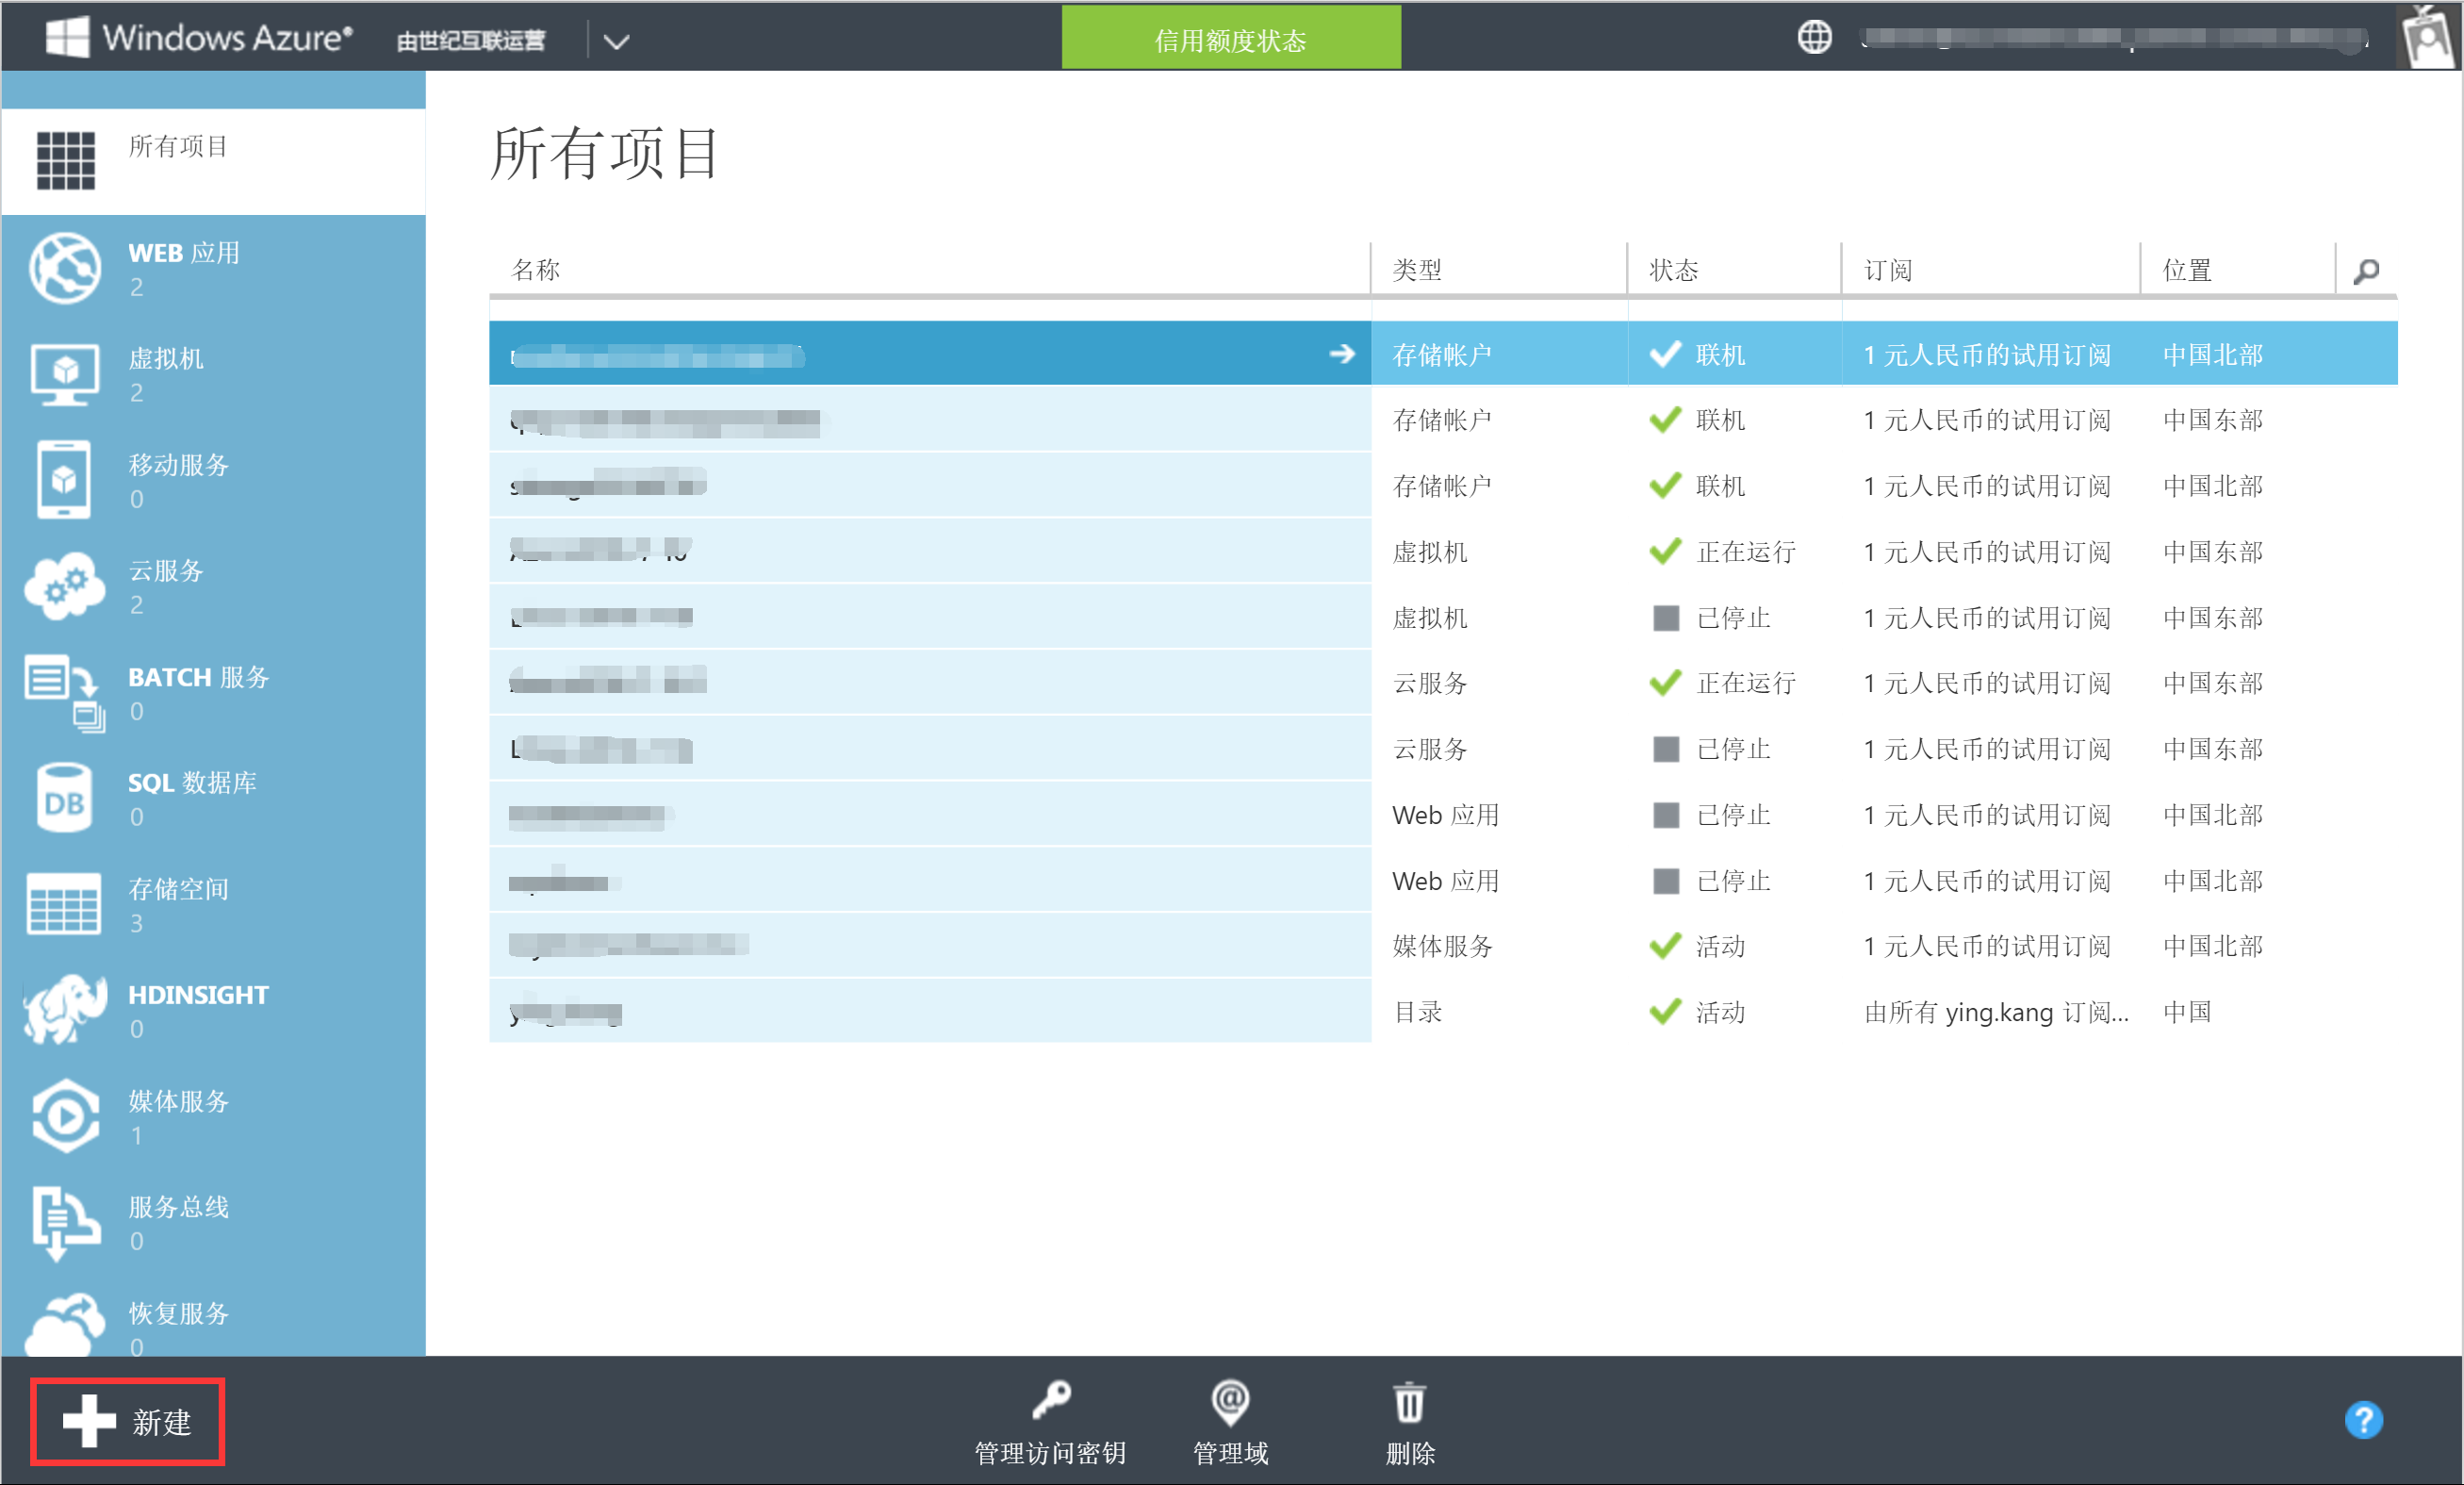 Windows Azure® 由世纪互联运营
信用额度状态
所有项目
WEB 应用
2
虚拟机
2
移动服务
0
云服务
2
BATCH 服务
0
SQL 数据库
0
DB
存储空间
3
HDINSIGHT
0
媒体服务
1
服务总线
0
恢复服务
0
所有项目
名称 类型 状态 订阅 位置
存储帐户 联机 1 元人民币的试用订阅 中国北部
存储帐户 联机 1 元人民币的试用订阅 中国东部
存储帐户 联机 1 元人民币的试用订阅 中国北部
虚拟机 正在运行 1 元人民币的试用订阅 中国东部
虚拟机 已停止 1 元人民币的试用订阅 中国东部
云服务 正在运行 1 元人民币的试用订阅 中国东部
云服务 已停止 1 元人民币的试用订阅 中国东部
Web 应用 已停止 1 元人民币的试用订阅 中国北部
Web 应用 已停止 1 元人民币的试用订阅 中国北部
媒体服务 活动 1 元人民币的试用订阅 中国北部
目录 活动 由所有 ying.kang 订阅... 中国
新建
管理访问密钥 管理域 删除
?